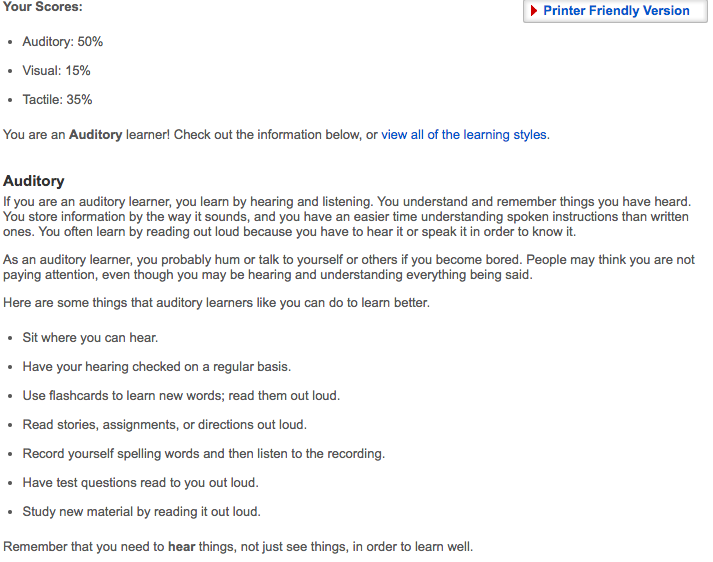 Your Scores:
Printer Friendly Version
• Auditory: 50%
• Visual: 15%
• Tactile: 35%
You are an Auditory learner! Check out the information below, or view all of the learning styles.
Auditory
If you are an auditory learner, you learn by hearing and listening. You understand and remember things you have heard.
You store information by the way it sounds, and you have an easier time understanding spoken instructions than written
ones. You often learn by reading out loud because you have to hear it or speak it in order to know it.
As an auditory learner, you probably hum or talk to yourself or others if you become bored. People may think you are not
paying attention, even though you may be hearing and understanding everything being said.
Here are some things that auditory learners like you can do to learn better.
• Sit where you can hear.
• Have your hearing checked on a regular basis.
• Use flashcards to learn new words; read them out loud.
• Read stories, assignments, or directions out loud.
• Record yourself spelling words and then listen to the recording.
• Have test questions read to you out loud.
• Study new material by reading it out loud.
Remember that you need to hear things, not just see things, in order to learn well.